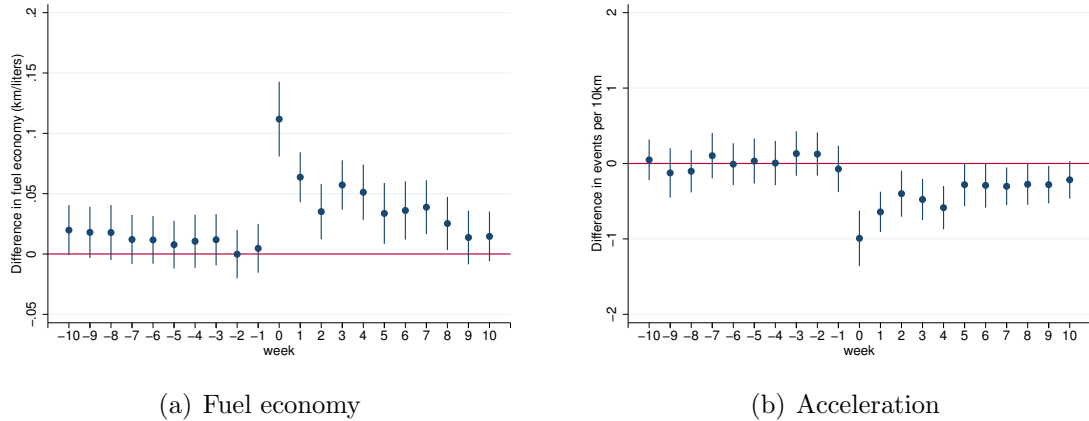 Difference in fuel economy (km/liters)
.2
.15
.1
.05
0
-.05
-10 -9 -8 -7 -6 -5 -4 -3 -2 -1 0 1 2 3 4 5 6 7 8 9 10
week
(a) Fuel economy
Difference in events per 10km
2
1
0
-1
-2
-10 -9 -8 -7 -6 -5 -4 -3 -2 -1 0 1 2 3 4 5 6 7 8 9 10
week
(b) Acceleration